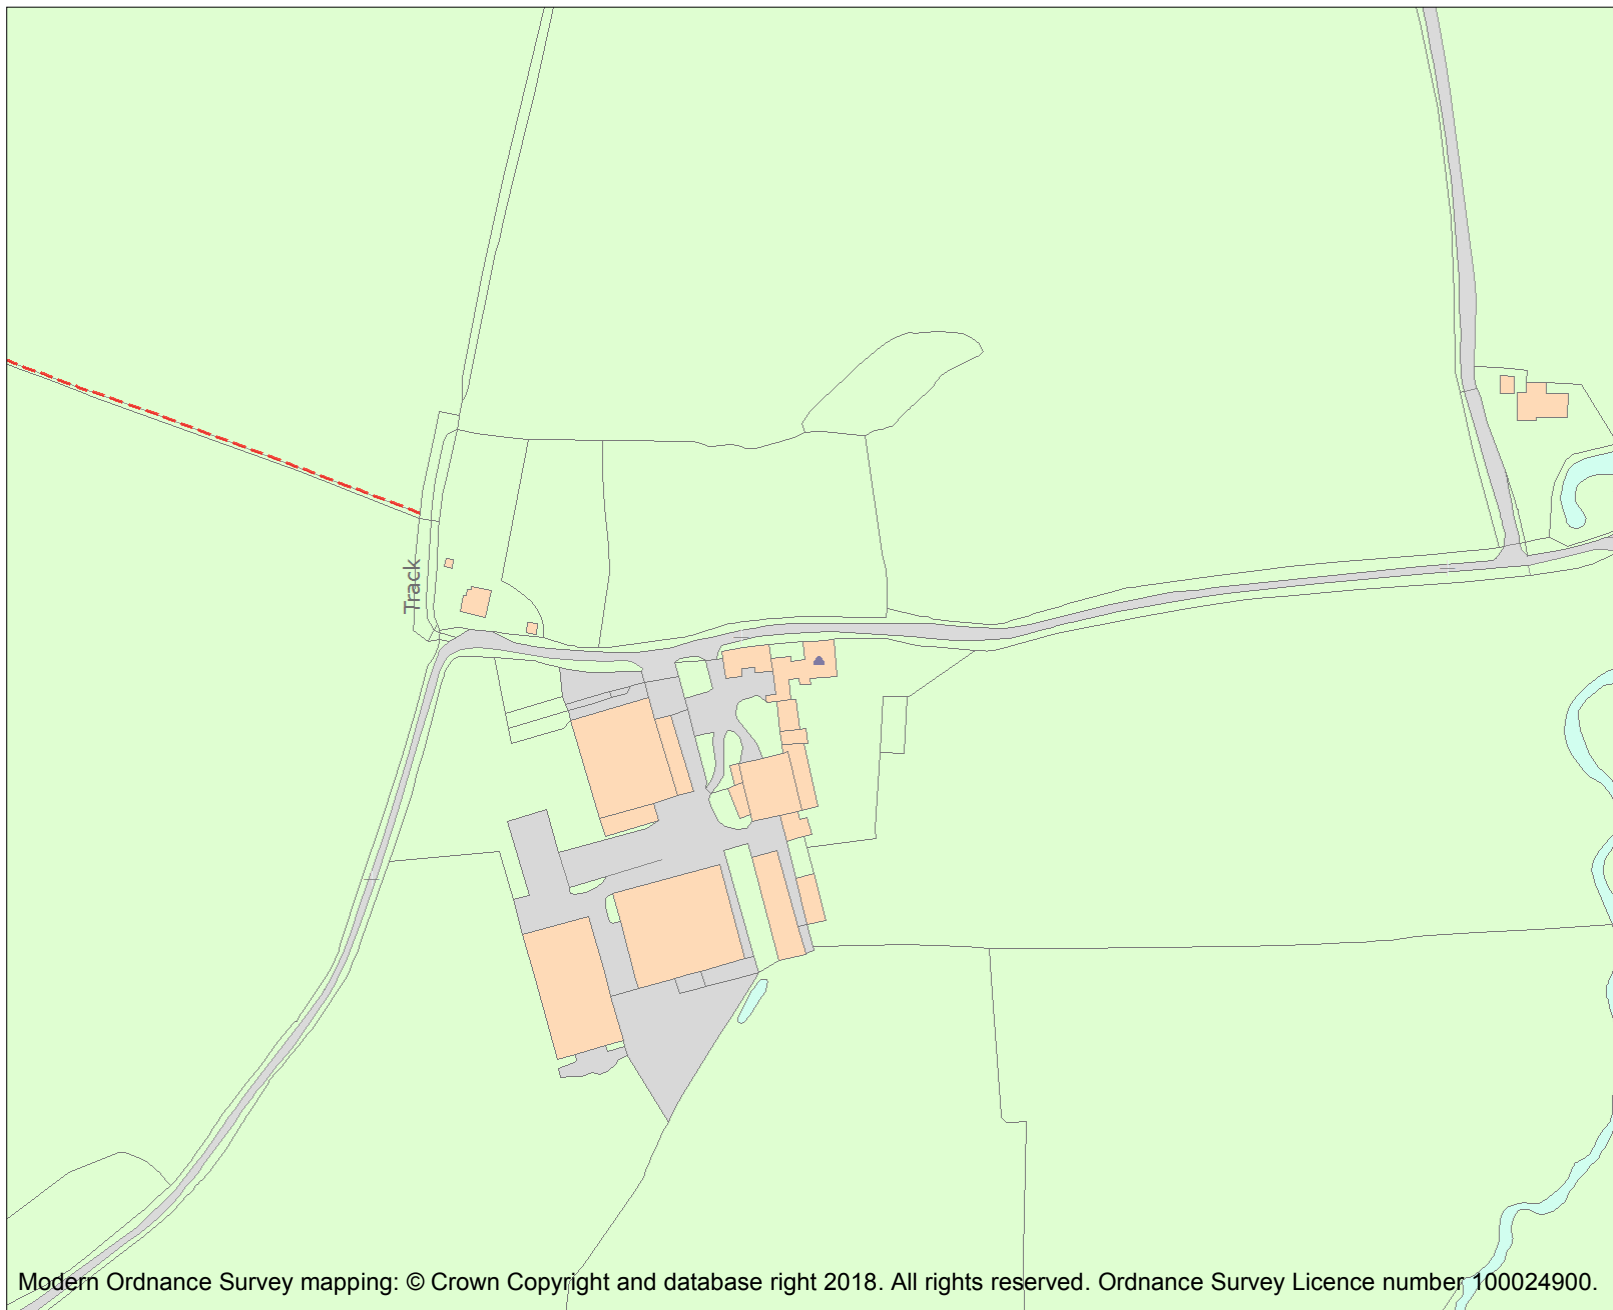 Track
Modern Ordnance Survey mapping: © Crown Copyright and database right 2018. All rights reserved. Ordnance Survey Licence number 100024900.